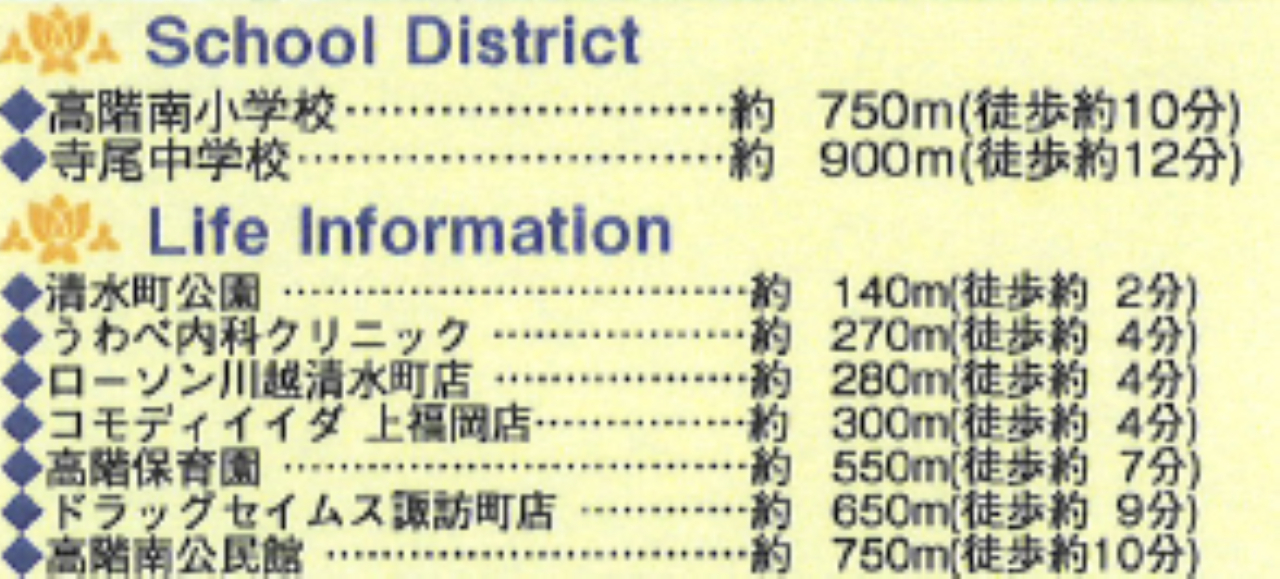 School District
◆高階南小学校……………………約 750m(徒歩約10分)
◆寺尾中学校………………………約 900m(徒歩約12分)
Life Information
◆清水町公園 ………………………約 140m(徒歩約 2分)
◆うわべ内科クリニック ……………約 270m(徒歩約 4分)
◆ローソン川越清水町店 ……………約 280m(徒歩約 4分)
◆コモディイイダ 上福岡店…………約 300m(徒歩約 4分)
◆高階保育園 ………………………約 550m(徒歩約 7分)
◆ドラッグセイムス諏訪町店 ………約 650m(徒歩約 9分)
◆高階南公民館 ……………………約 750m(徒歩約10分)